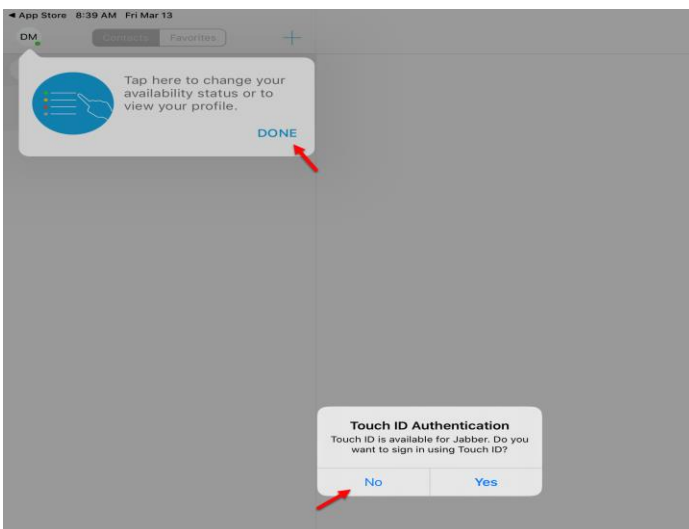 ◀ App Store 8:39 AM Fri Mar 13
DM Contacts Favorites +
Tap here to change your
availability status or to
view your profile.
DONE
Touch ID Authentication
Touch ID is available for Jabber. Do you
want to sign in using Touch ID?
No Yes